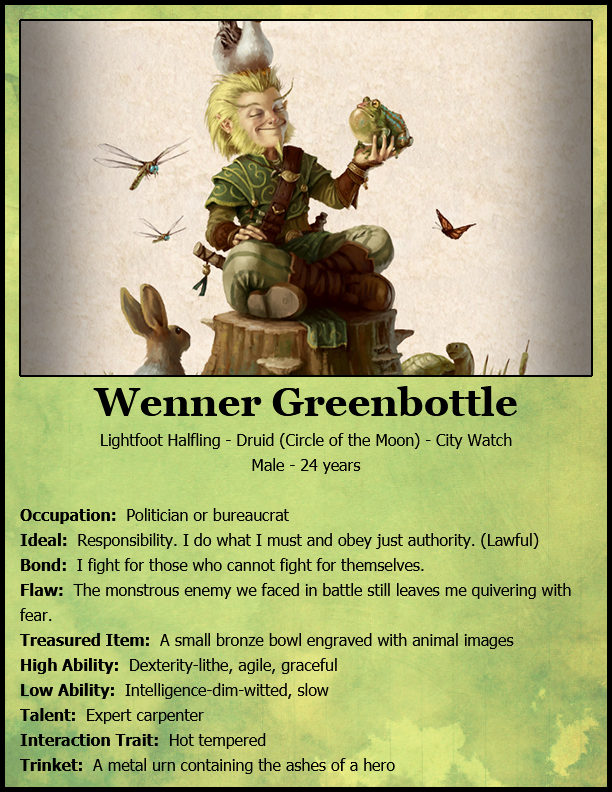 Wenner Greenbottle
Lightfoot Halfling - Druid (Circle of the Moon) - City Watch
Male - 24 years
Occupation: Politician or bureaucrat
Ideal: Responsibility. I do what I must and obey just authority. (Lawful)
Bond: I fight for those who cannot fight for themselves.
Flaw: The monstrous enemy we faced in battle still leaves me quivering with
fear.
Treasured Item: A small bronze bowl engraved with animal images
High Ability: Dexterity-lithe, agile, graceful
Low Ability: Intelligence-dim-witted, slow
Talent: Expert carpenter
Interaction Trait: Hot tempered
Trinket: A metal urn containing the ashes of a hero